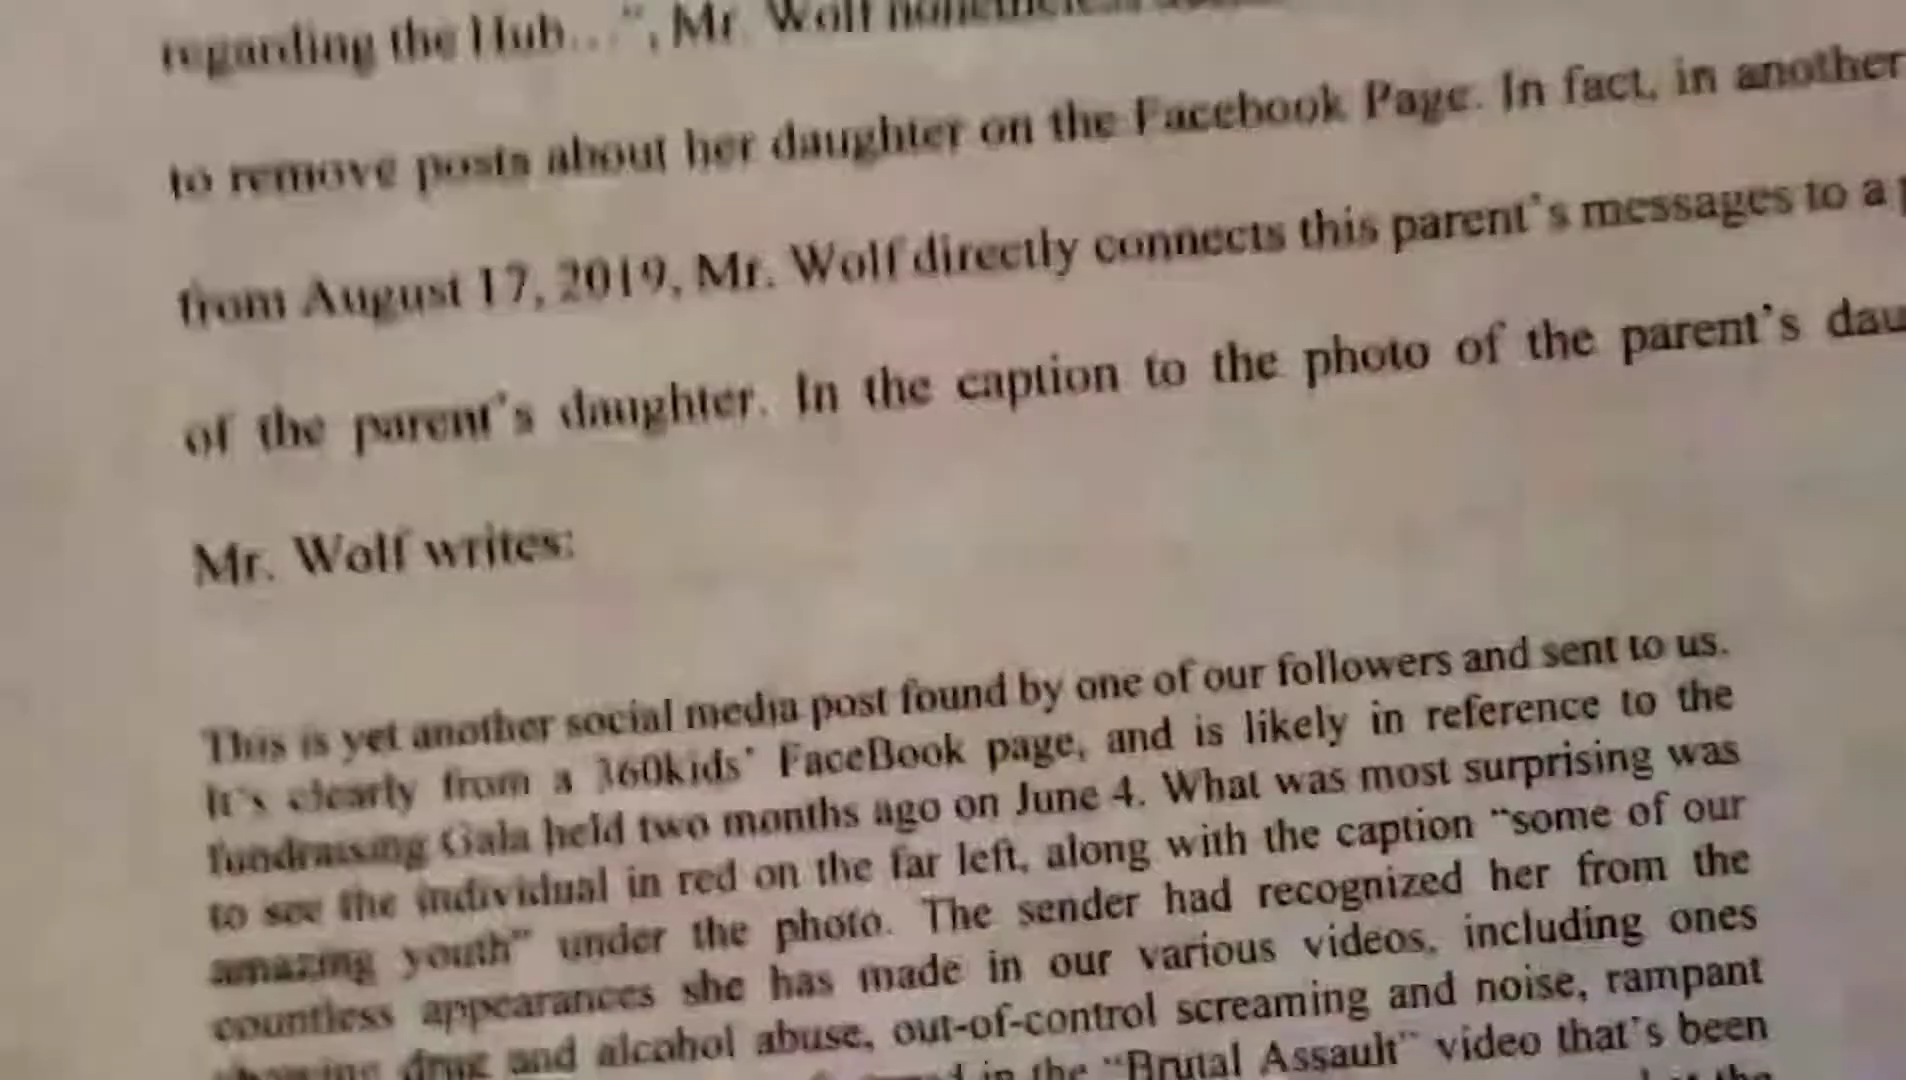 regarding the Hub...", Mr. Wolf nonetheless
to remove posts about her daughter on the Facebook Page. In fact, in another
from August 17, 2019, Mr. Wolf directly connects this parent's messages to a
of the parent's daughter. In the caption to the photo of the parent's dau
Mr. Wolf writes:
This is yet another social media post found by one of our followers and sent to us.
It's clearly from a 360kids' FaceBook page, and is likely in reference to the
fundraising Gala held two months ago on June 4. What was most surprising was
to see the individual in red on the far left, along with the caption "some of our
amazing youth" under the photo. The sender had recognized her from the
countless appearances she has made in our various videos, including ones
showing drug and alcohol abuse, out-of-control screaming and noise, rampant
in the "Brutal Assault" video that's been
the